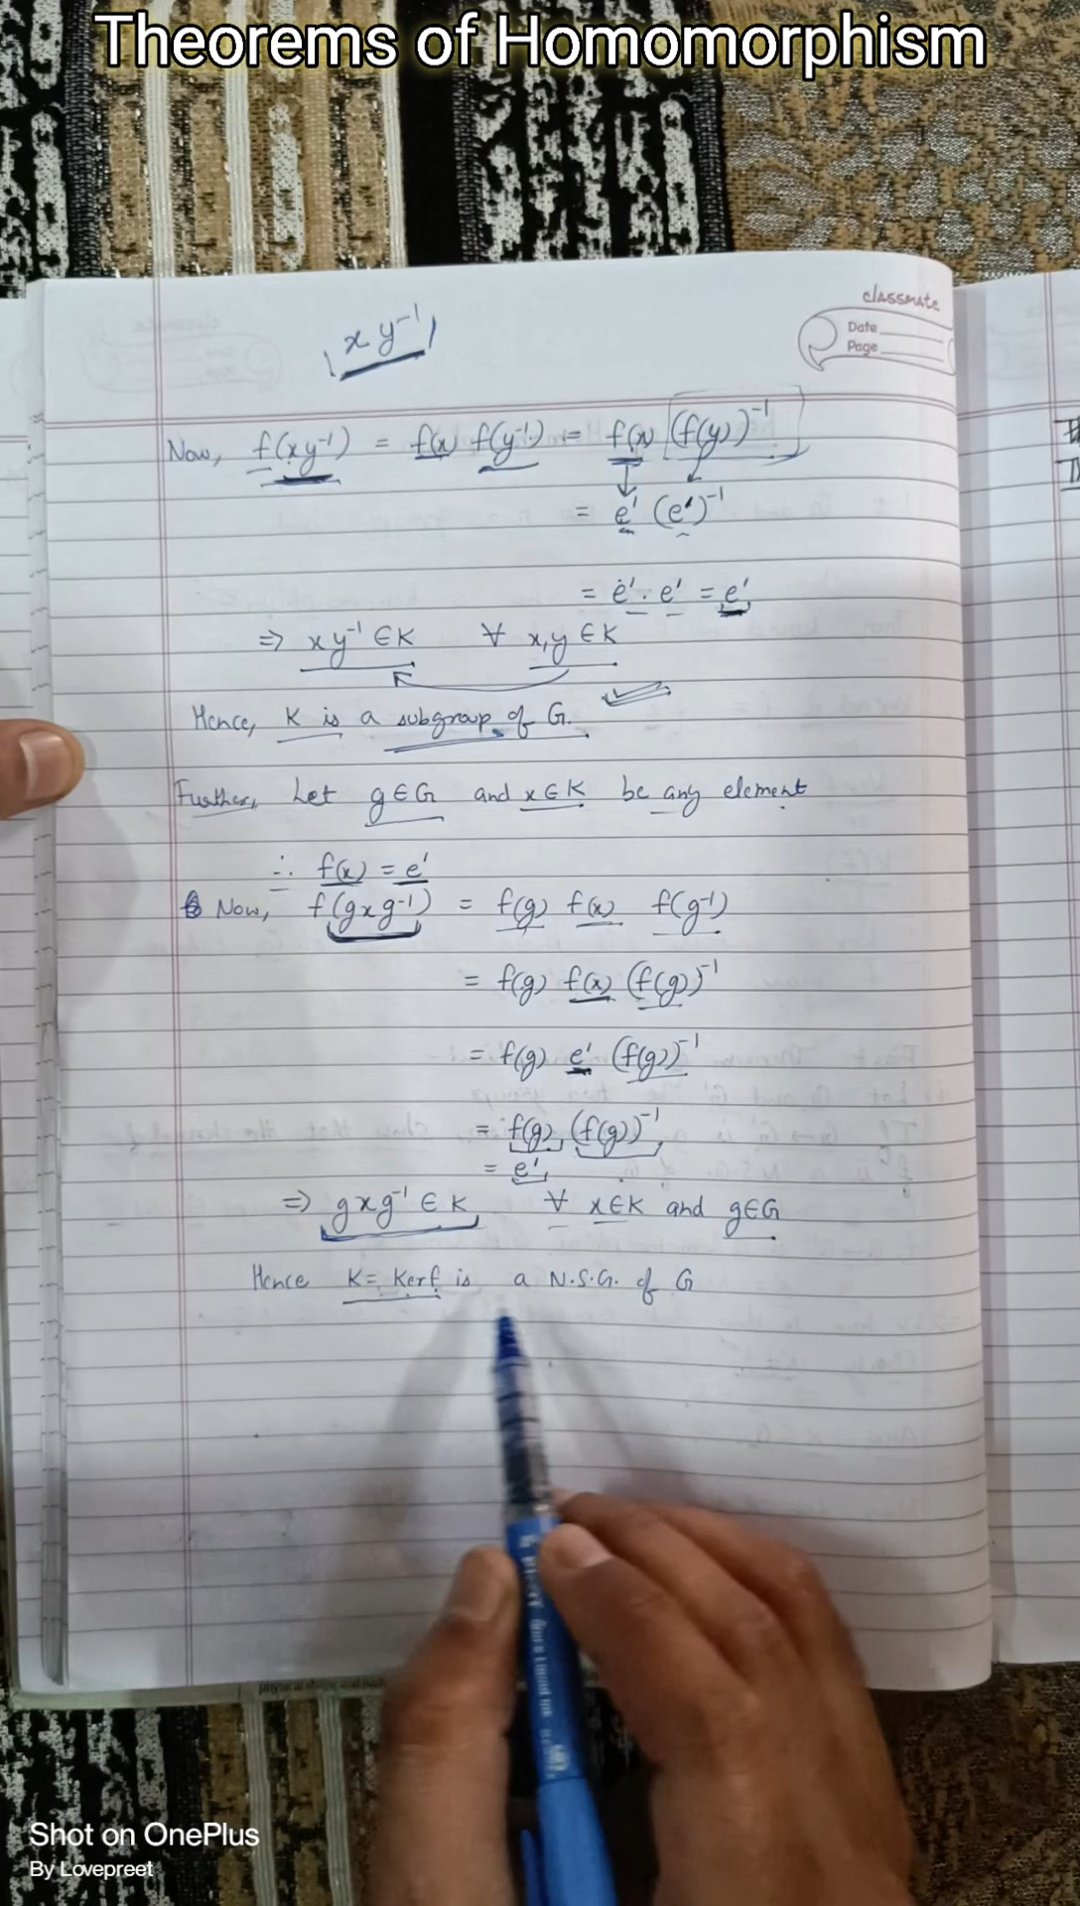 Theorems of Homomorphism
classmate
Date
Page
x y⁻¹
Now, f(xy⁻¹) = f(x) f(y⁻¹) = f(x) (f(y))⁻¹
= e' (e')⁻¹
= e' . e' = e'
⇒ xy⁻¹ ∈ K ∀ x,y ∈ K
Hence, K is a subgroup of G.
Further, Let g∈G and x∈K be any element
∴ f(x) = e'
Now, f(gxg⁻¹) = f(g) f(x) f(g⁻¹)
= f(g) f(x) (f(g))⁻¹
= f(g) e' (f(g))⁻¹
= f(g) (f(g))⁻¹
= e'
⇒ gxg⁻¹ ∈ K ∀ x∈K and g∈G
Hence K = Kerf is a N.S.G. of G
Shot on OnePlus
By Lovepreet